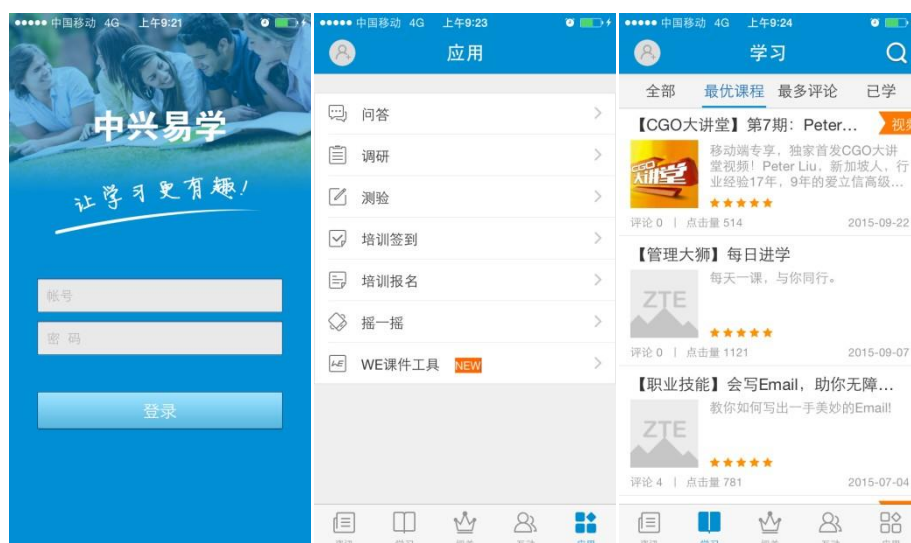 中国移动 4G 上午9:21
中兴易学
让学习更有趣!
帐号
密 码
登录
中国移动 4G 上午9:23
应用
问答
调研
测验
培训签到
培训报名
摇一摇
WE课件工具 NEW
应用
中国移动 4G 上午9:24
学习
全部 最优课程 最多评论 已学
【CGO大讲堂】第7期：Peter...
视频
CGO
大讲堂
移动端专享，独家首发CGO大讲
堂视频！Peter Liu，新加坡人，行
业经验17年，9年的爱立信高级...
评论 0 | 点击量 514 2015-09-22
【管理大狮】每日进学
ZTE
每天一课，与你同行。
评论 0 | 点击量 1121 2015-09-07
【职业技能】会写Email，助你无障...
ZTE
教你如何写出一手美妙的Email!
评论 4 | 点击量 781 2015-07-04